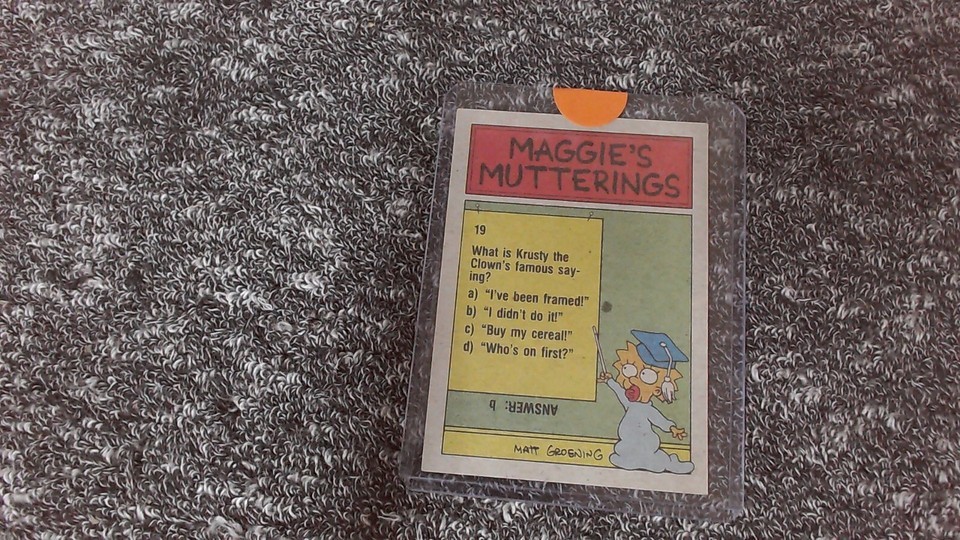 MAGGIE'S
MUTTERINGS
19
What is Krusty the
Clown's famous say-
ing?
a) "I've been framed!"
b) "I didn't do it!"
c) "Buy my cereal!"
d) "Who's on first?"
ANSWER: b
MATT GROENING